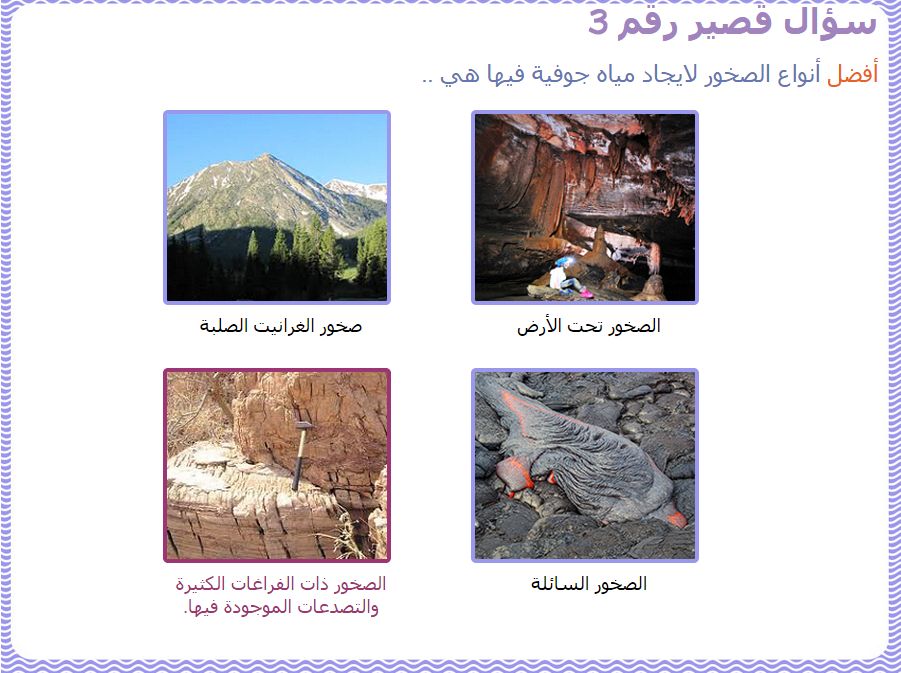 سؤال قصير رقم 3
أفضل أنواع الصخور لايجاد مياه جوفية فيها هي ..
الصخور تحت الأرض
صخور الغرانيت الصلبة
الصخور السائلة
الصخور ذات الفراغات الكثيرة
والتصدعات الموجودة فيها.